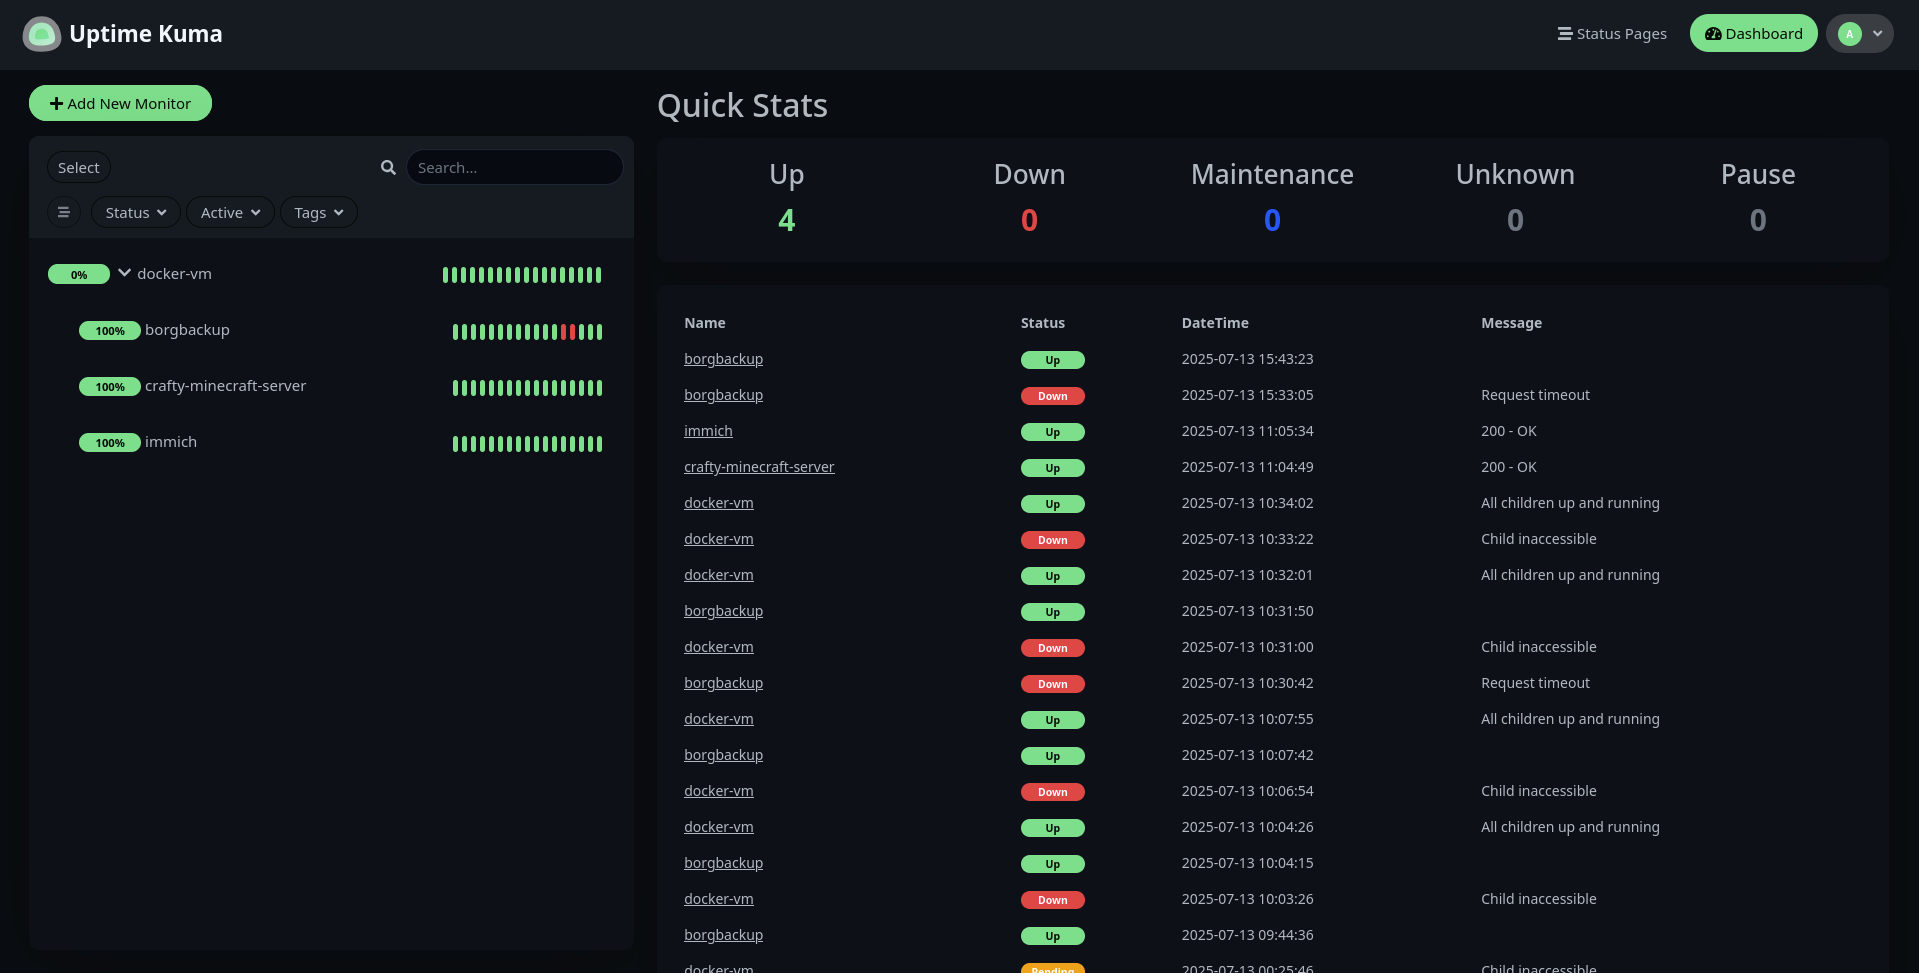 Uptime Kuma
Status Pages
Dashboard
A
Add New Monitor
Select
Search...
Status
Active
Tags
0% docker-vm
100% borgbackup
100% crafty-minecraft-server
100% immich
Quick Stats
Up Down Maintenance Unknown Pause
4 0 0 0 0
Name Status DateTime Message
borgbackup Up 2025-07-13 15:43:23
borgbackup Down 2025-07-13 15:33:05 Request timeout
immich Up 2025-07-13 11:05:34 200 - OK
crafty-minecraft-server Up 2025-07-13 11:04:49 200 - OK
docker-vm Up 2025-07-13 10:34:02 All children up and running
docker-vm Down 2025-07-13 10:33:22 Child inaccessible
docker-vm Up 2025-07-13 10:32:01 All children up and running
borgbackup Up 2025-07-13 10:31:50
docker-vm Down 2025-07-13 10:31:00 Child inaccessible
borgbackup Down 2025-07-13 10:30:42 Request timeout
docker-vm Up 2025-07-13 10:07:55 All children up and running
borgbackup Up 2025-07-13 10:07:42
docker-vm Down 2025-07-13 10:06:54 Child inaccessible
docker-vm Up 2025-07-13 10:04:26 All children up and running
borgbackup Up 2025-07-13 10:04:15
docker-vm Down 2025-07-13 10:03:26 Child inaccessible
borgbackup Up 2025-07-13 09:44:36
docker-vm Pending 2025-07-13 00:25:46 Child inaccessible